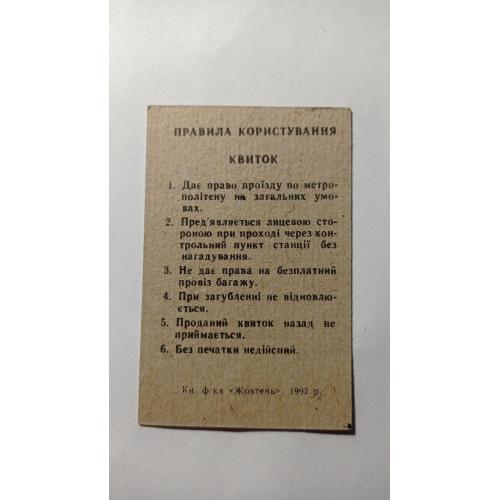 ПРАВИЛА КОРИСТУВАННЯ
КВИТОК
1. Дає право проїзду по метро-
політену на загальних умо-
вах.
2. Пред'являється лицевою сто-
роною при проході через кон-
трольний пункт станції без
нагадування.
3. Не дає права на безплатний
провіз багажу.
4. При загубленні не відновлю-
ється.
5. Проданий квиток назад не
приймається.
6. Без печатки недійсний.
Кн. ф-ка «Жовтень». 1992 р.